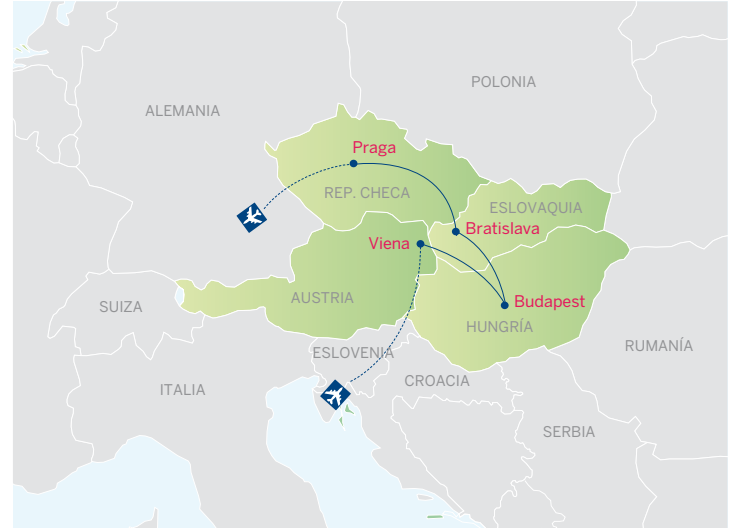 POLONIA
ALEMANIA
Praga
REP. CHECA
ESLOVAQUIA
Bratislava
Viena
AUSTRIA
Budapest
SUIZA
HUNGRÍA
RUMANÍA
ESLOVENIA
CROACIA
ITALIA
SERBIA